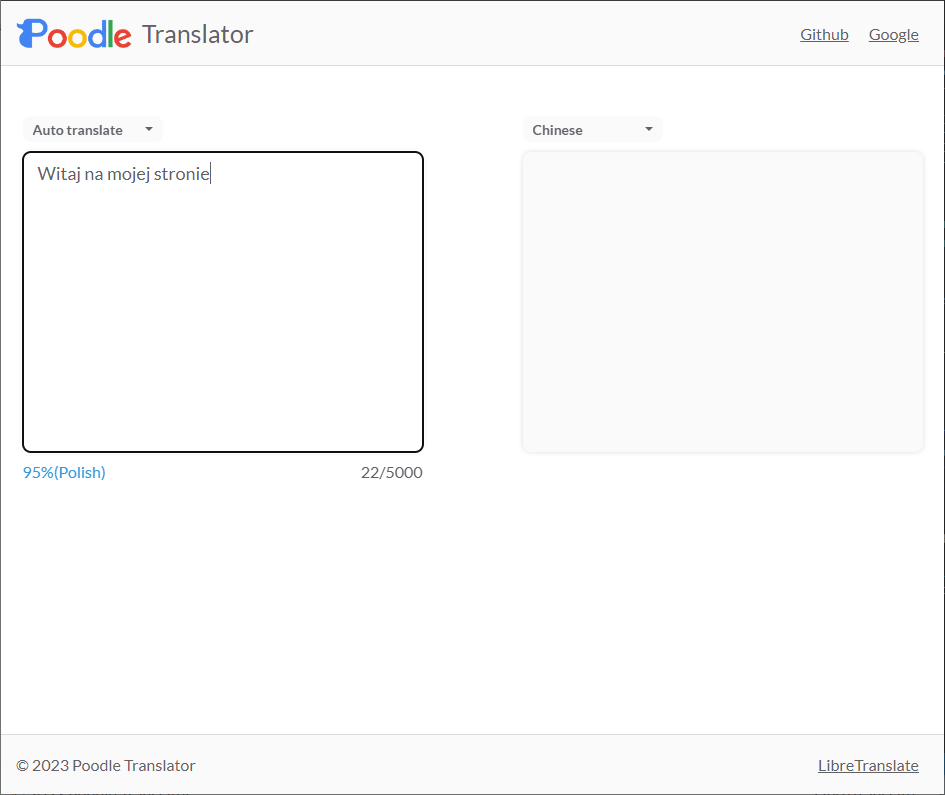 Poodle Translator
Github Google
Auto translate
Chinese
Witaj na mojej stronie
95%(Polish)
22/5000
© 2023 Poodle Translator
LibreTranslate